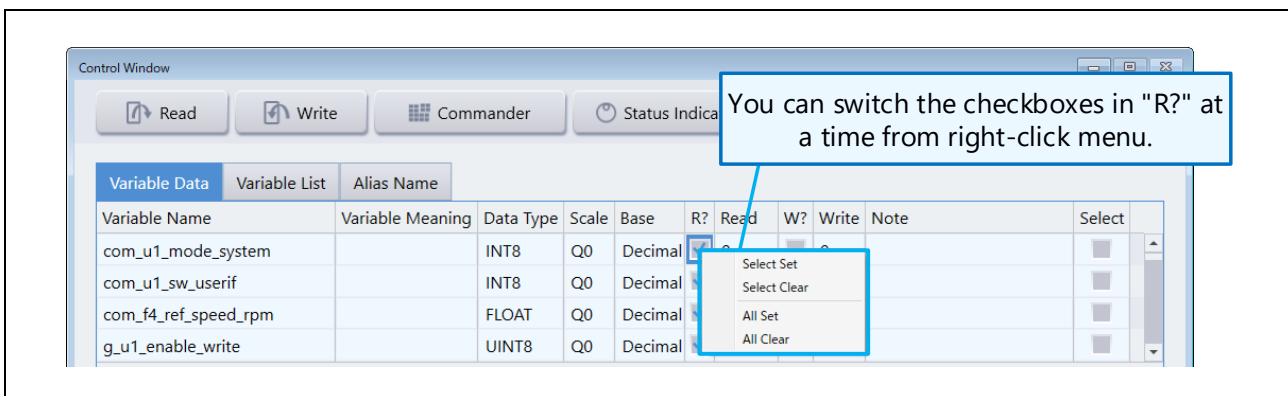 Control Window
Read Write Commander Status Indica
You can switch the checkboxes in "R?" at
a time from right-click menu.
Variable Data Variable List Alias Name
Variable Name Variable Meaning Data Type Scale Base R? Read W? Write Note Select
com_u1_mode_system INT8 Q0 Decimal
com_u1_sw_userif INT8 Q0 Decimal
com_f4_ref_speed_rpm FLOAT Q0 Decimal
g_u1_enable_write UINT8 Q0 Decimal
Select Set
Select Clear
All Set
All Clear